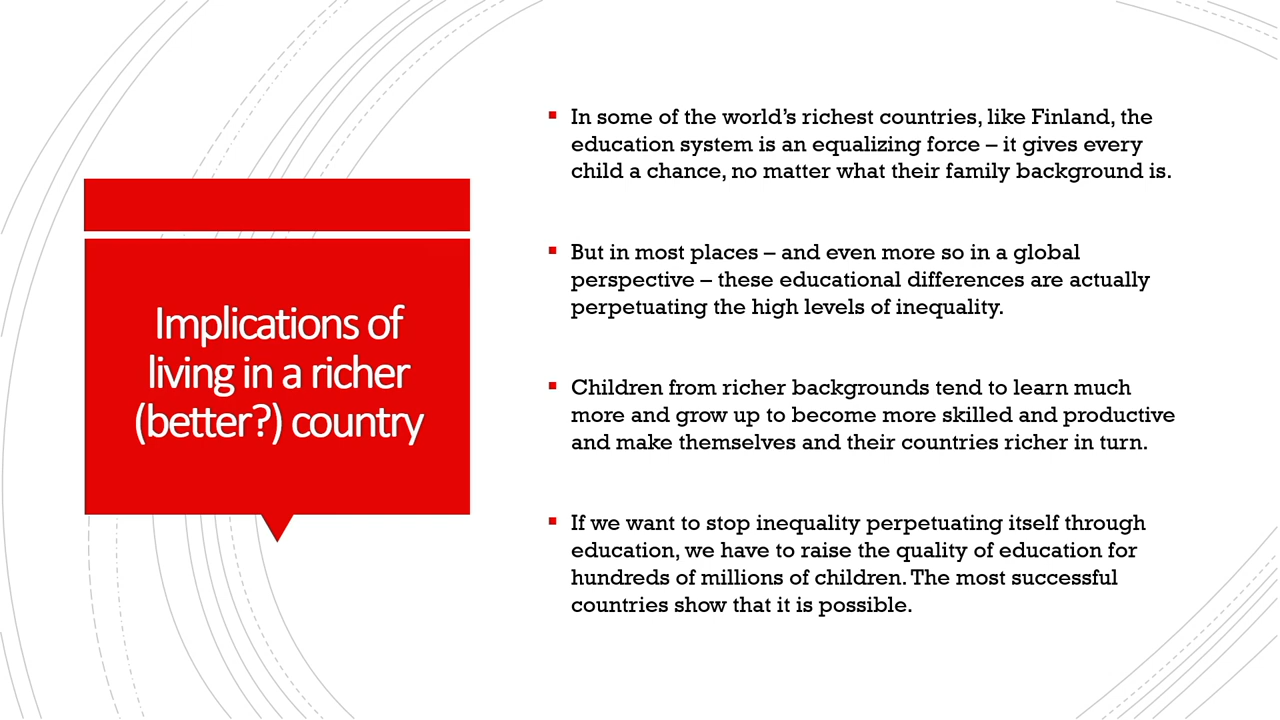 Implications of
living in a richer
(better?) country
In some of the world's richest countries, like Finland, the
education system is an equalizing force – it gives every
child a chance, no matter what their family background is.
But in most places – and even more so in a global
perspective – these educational differences are actually
perpetuating the high levels of inequality.
Children from richer backgrounds tend to learn much
more and grow up to become more skilled and productive
and make themselves and their countries richer in turn.
If we want to stop inequality perpetuating itself through
education, we have to raise the quality of education for
hundreds of millions of children. The most successful
countries show that it is possible.